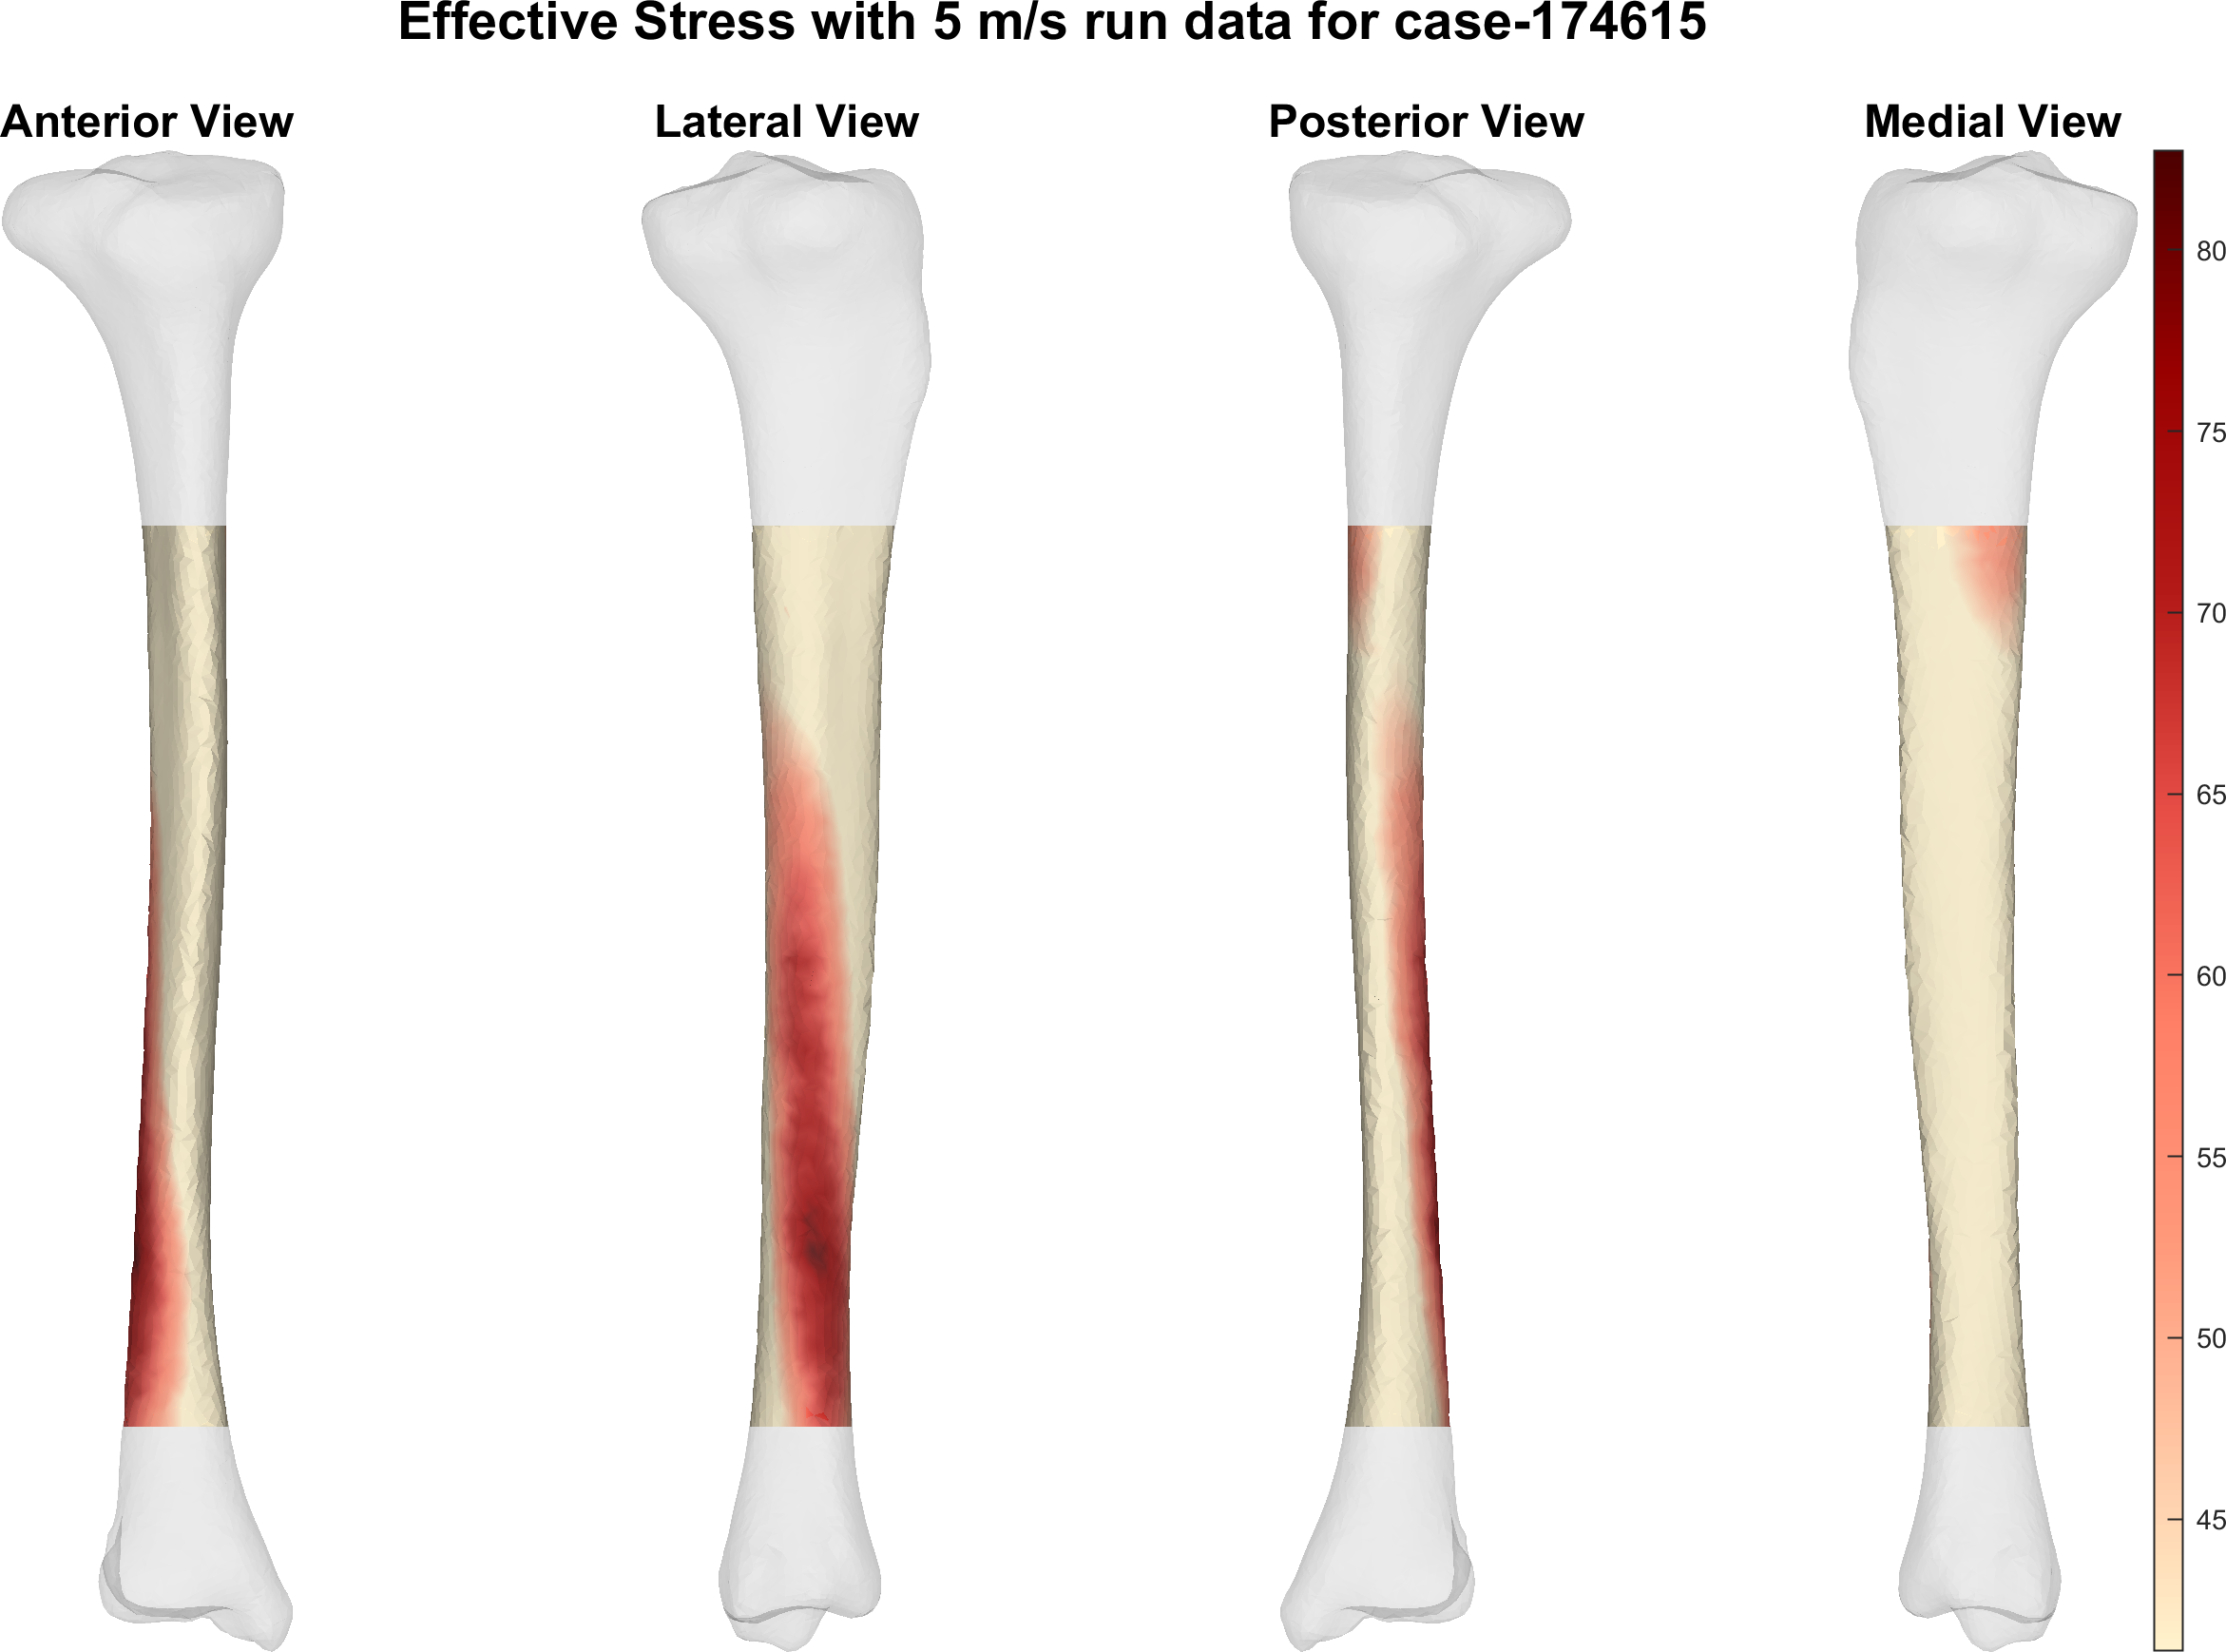 Effective Stress with 5 m/s run data for case-174615
Anterior View
Lateral View
Posterior View
Medial View
80
75
70
65
60
55
50
45